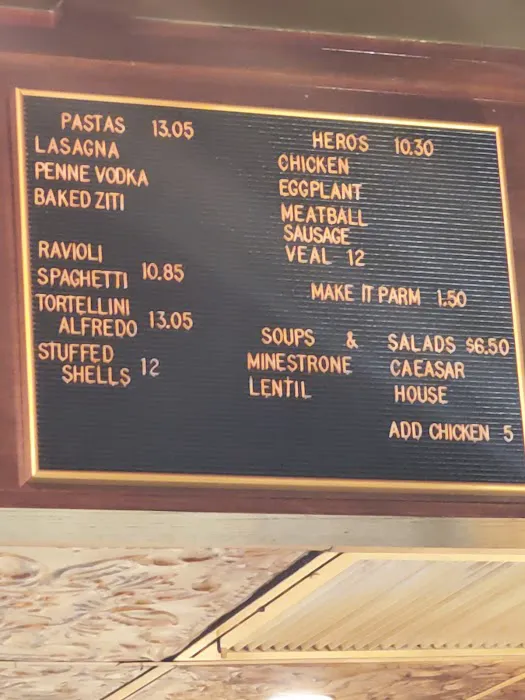 PASTAS 13.05
LASAGNA
PENNE VODKA
BAKED ZITI
RAVIOLI
SPAGHETTI 10.85
TORTELLINI
ALFREDO 13.05
STUFFED
SHELLS 12
HEROS 10.30
CHICKEN
EGGPLANT
MEATBALL
SAUSAGE
VEAL 12
MAKE IT PARM 1.50
SOUPS & SALADS $6.50
MINESTRONE CAEASAR
LENTIL HOUSE
ADD CHICKEN 5